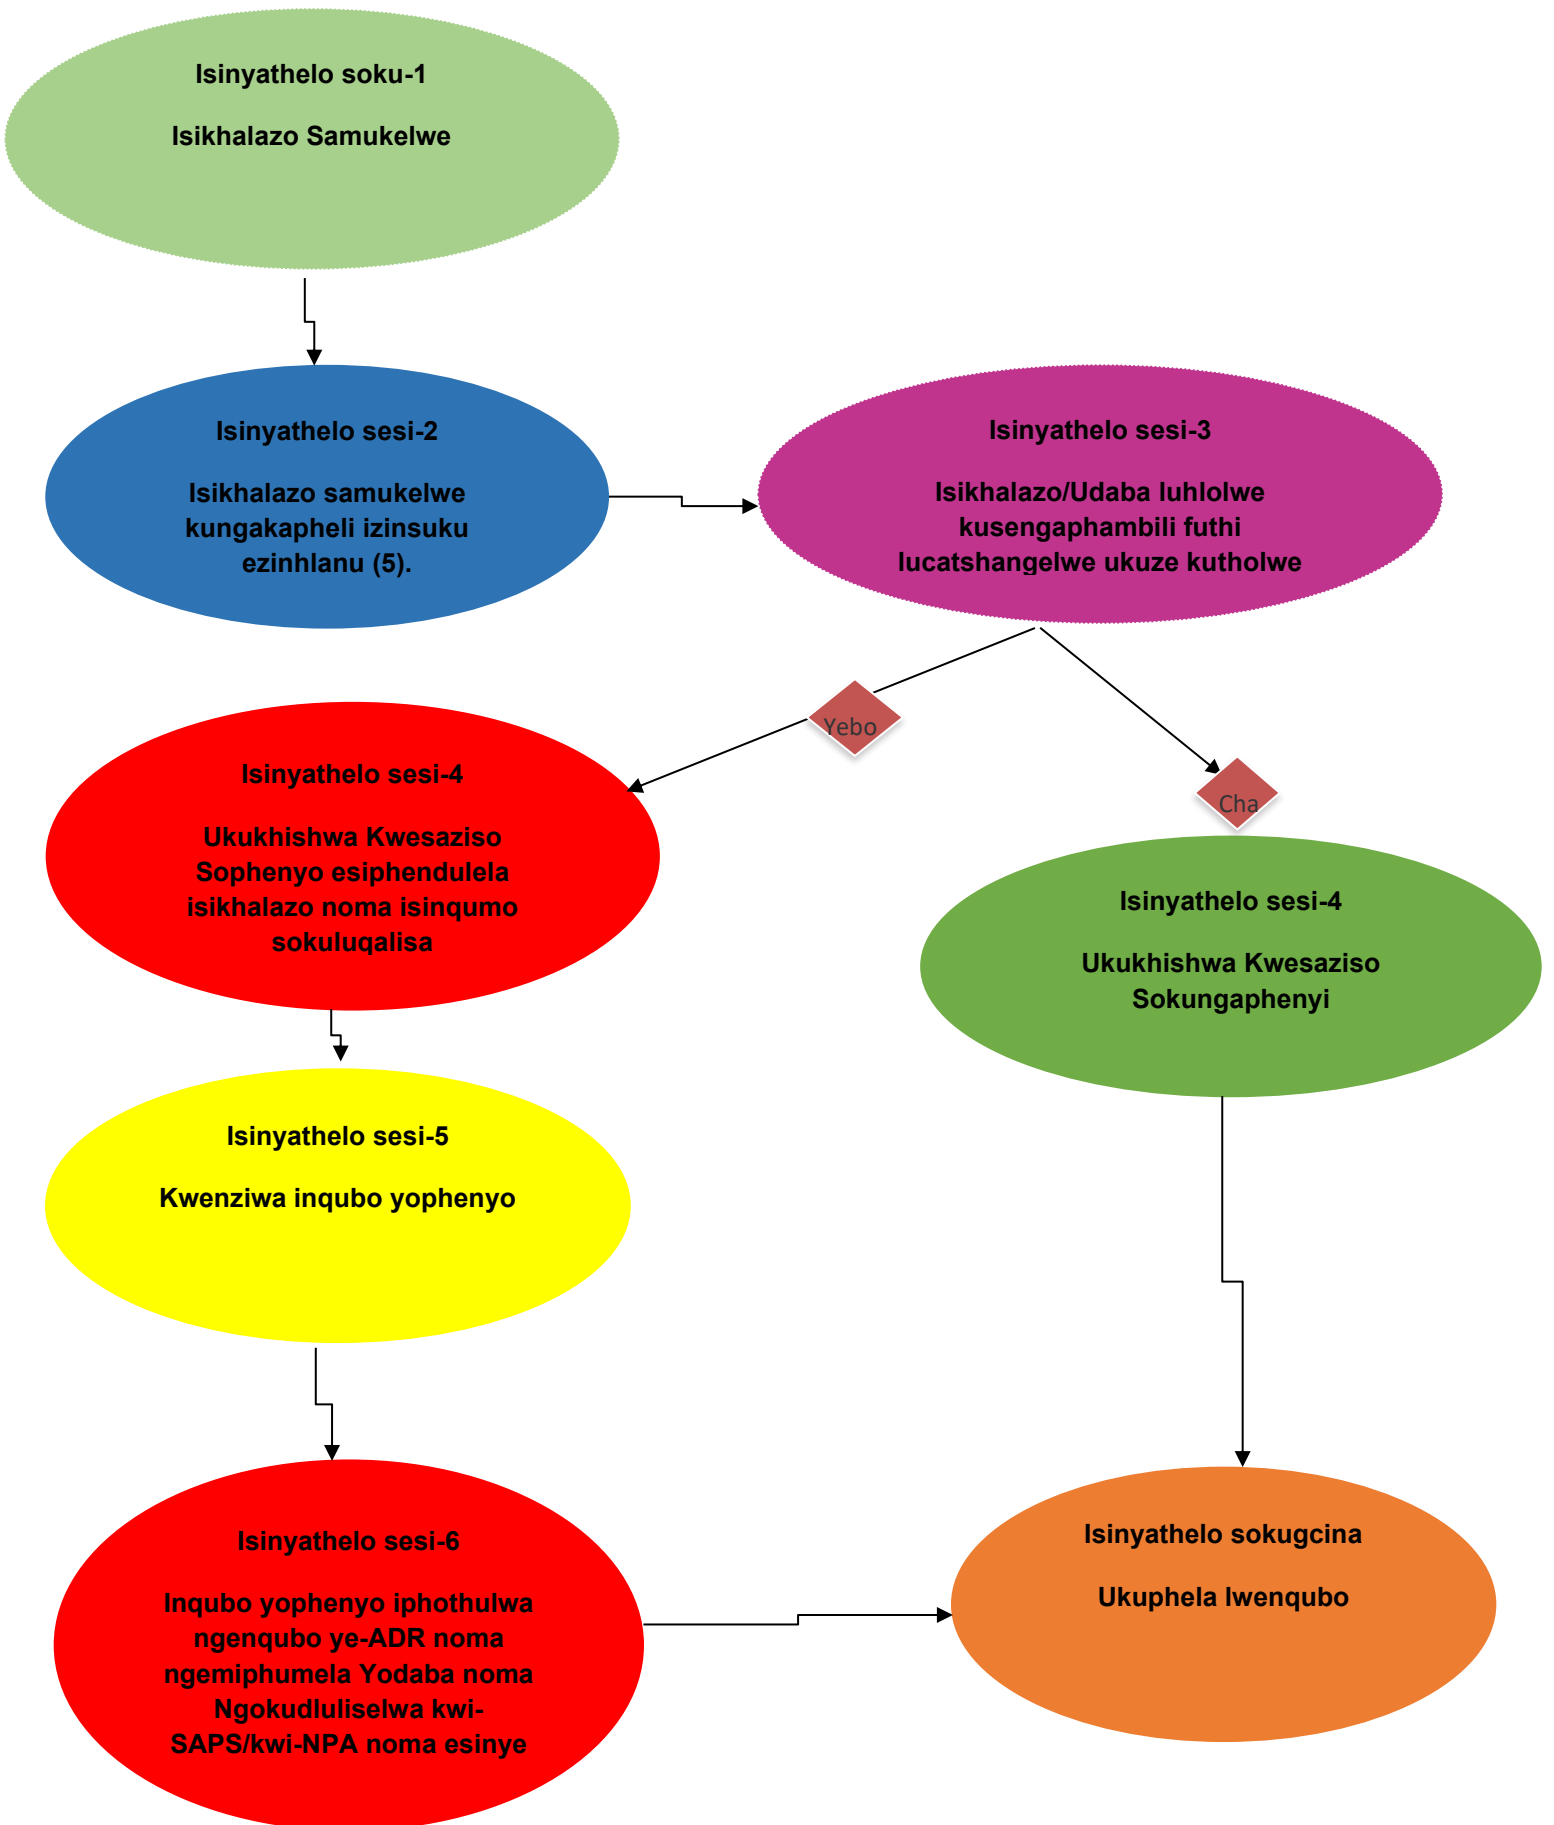 Isinyathelo soku-1
Isikhalazo Samukelwe
Isinyathelo sesi-2
Isikhalazo samukelwe
kungakapheli izinsuku
ezinhlanu (5).
Isinyathelo sesi-3
Isikhalazo/Udaba luhlolwe
kusengaphambili futhi
lucatshangelwe ukuze kutholwe
Yebo
Cha
Isinyathelo sesi-4
Ukukhishwa Kwesaziso
Sophenyo esiphendulela
isikhalazo noma isinqumo
sokuluqalisa
Isinyathelo sesi-4
Ukukhishwa Kwesaziso
Sokungaphenyi
Isinyathelo sesi-5
Kwenziwa inqubo yophenyo
Isinyathelo sesi-6
Inqubo yophenyo iphothulwa
ngenqubo ye-ADR noma
ngemiphumela Yodaba noma
Ngokudluliselwa kwi-
SAPS/kwi-NPA noma esinye
Isinyathelo sokugcina
Ukuphela lwenqubo